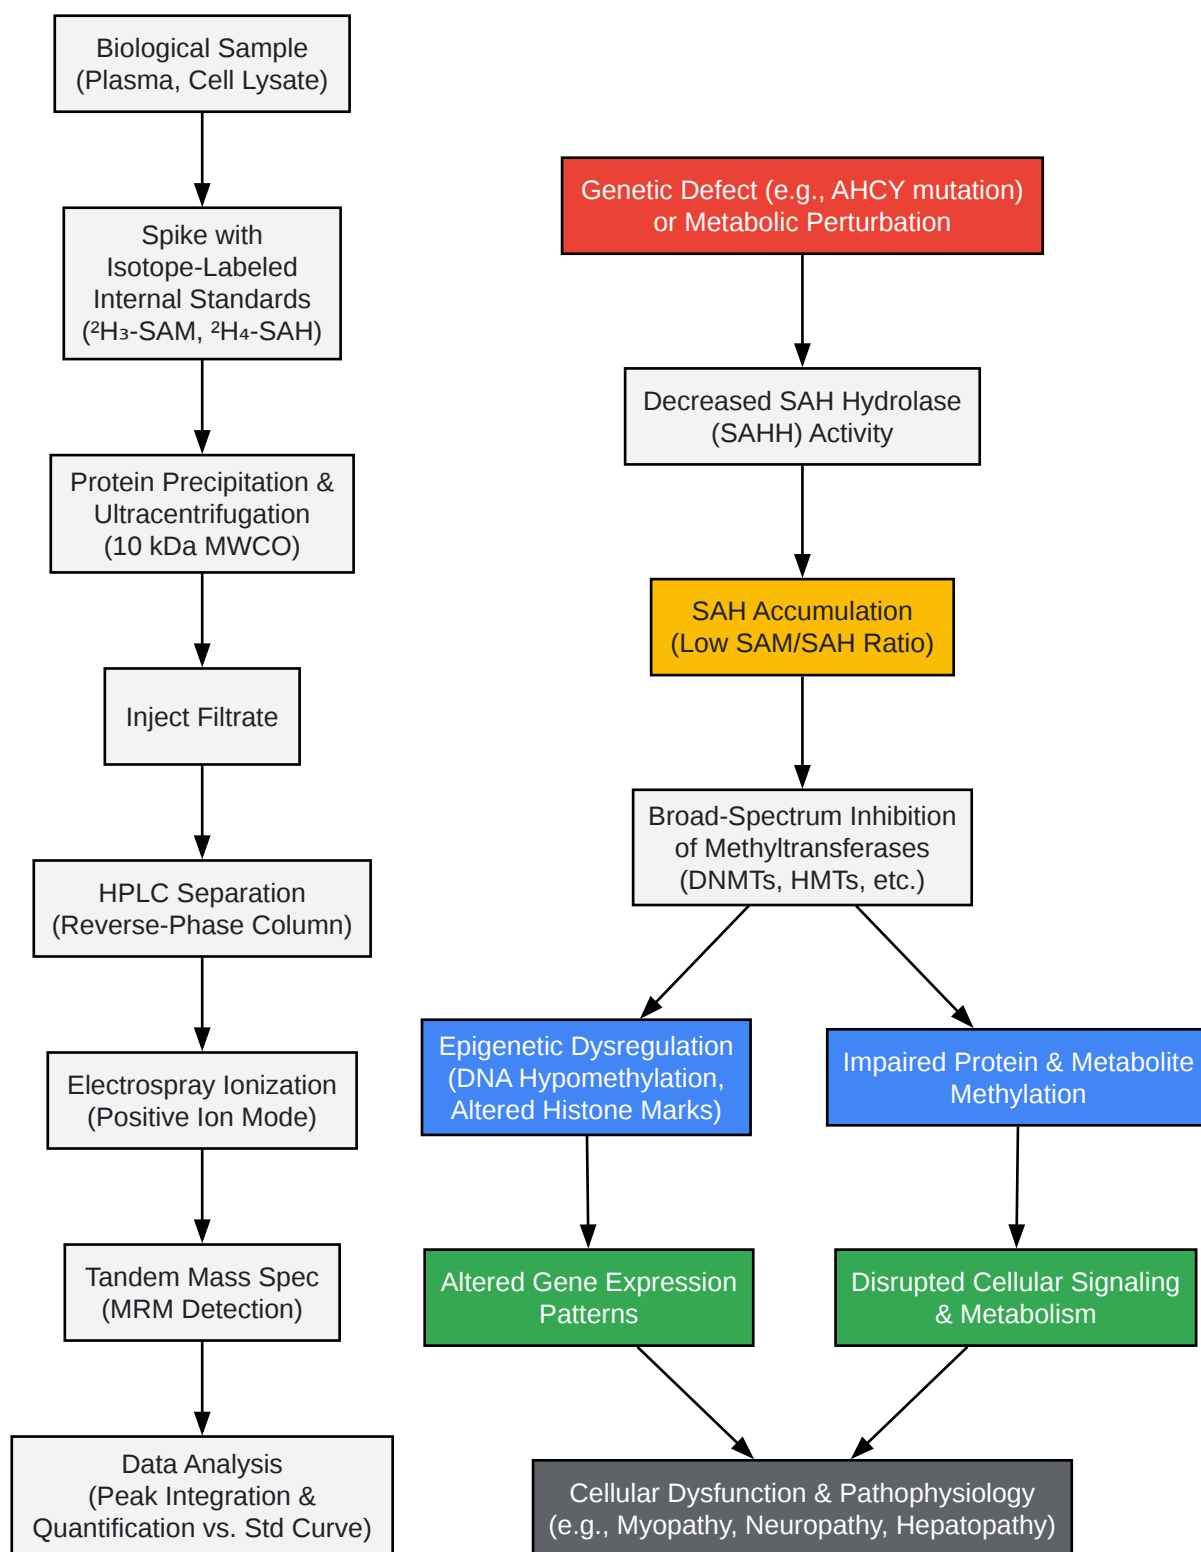 Biological Sample
(Plasma, Cell Lysate)
Spike with
Isotope-Labeled
Internal Standards
(²H₃-SAM, ²H₄-SAH)
Protein Precipitation &
Ultracentrifugation
(10 kDa MWCO)
Inject Filtrate
HPLC Separation
(Reverse-Phase Column)
Electrospray Ionization
(Positive Ion Mode)
Tandem Mass Spec
(MRM Detection)
Data Analysis
(Peak Integration &
Quantification vs. Std Curve)
Genetic Defect (e.g., AHCY mutation)
or Metabolic Perturbation
Decreased SAH Hydrolase
(SAHH) Activity
SAH Accumulation
(Low SAM/SAH Ratio)
Broad-Spectrum Inhibition
of Methyltransferases
(DNMTs, HMTs, etc.)
Epigenetic Dysregulation
(DNA Hypomethylation,
Altered Histone Marks)
Impaired Protein & Metabolite
Methylation
Altered Gene Expression
Patterns
Disrupted Cellular Signaling
& Metabolism
Cellular Dysfunction & Pathophysiology
(e.g., Myopathy, Neuropathy, Hepatopathy)